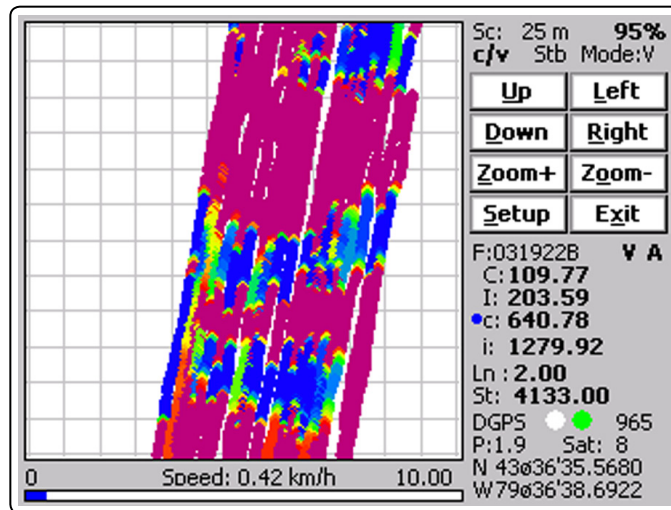 Sc: 25 m 95%
c/v Stb Mode:V
Up Left
Down Right
Zoom+ Zoom-
Setup Exit
F:031922B V A
C:109.77
I:203.59
c:640.78
i:1279.92
Ln :2.00
St:4133.00
DGPS 965
P:1.9 Sat: 8
N 43ø36'35.5680
W79ø36'38.6922
0 Speed: 0.42 km/h 10.00